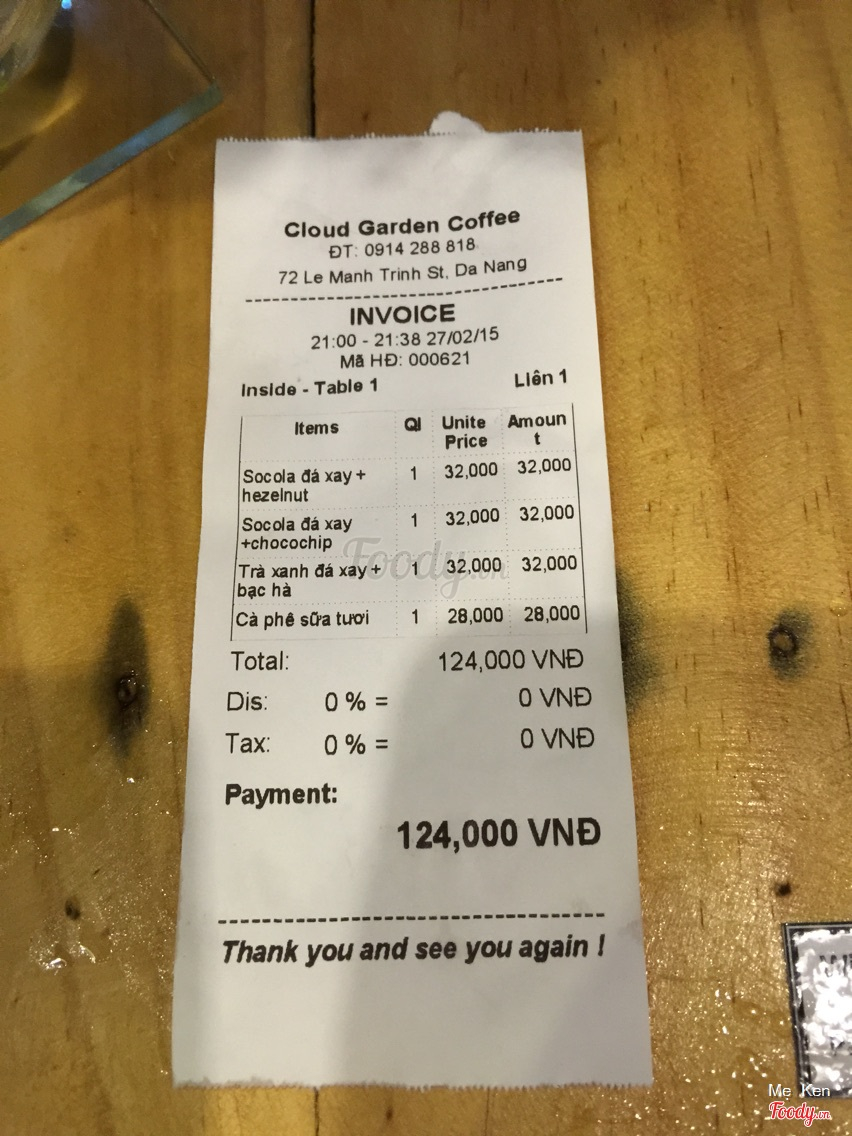 Cloud Garden Coffee
ĐT: 0914 288 818
72 Le Manh Trinh St, Da Nang
INVOICE
21:00 - 21:38 27/02/15
Mã HĐ: 000621
Inside - Table 1 Liên 1
Items Ql Unite Price Amoun t
Socola đá xay + hezelnut 1 32,000 32,000
Socola đá xay +chocochip 1 32,000 32,000
Trà xanh đá xay + bạc hà 1 32,000 32,000
Cà phê sữa tươi 1 28,000 28,000
Total: 124,000 VNĐ
Dis: 0 % = 0 VNĐ
Tax: 0 % = 0 VNĐ
Payment:
124,000 VNĐ
Thank you and see you again !
Foody.vn
Mẹ Ken
Foody.vn